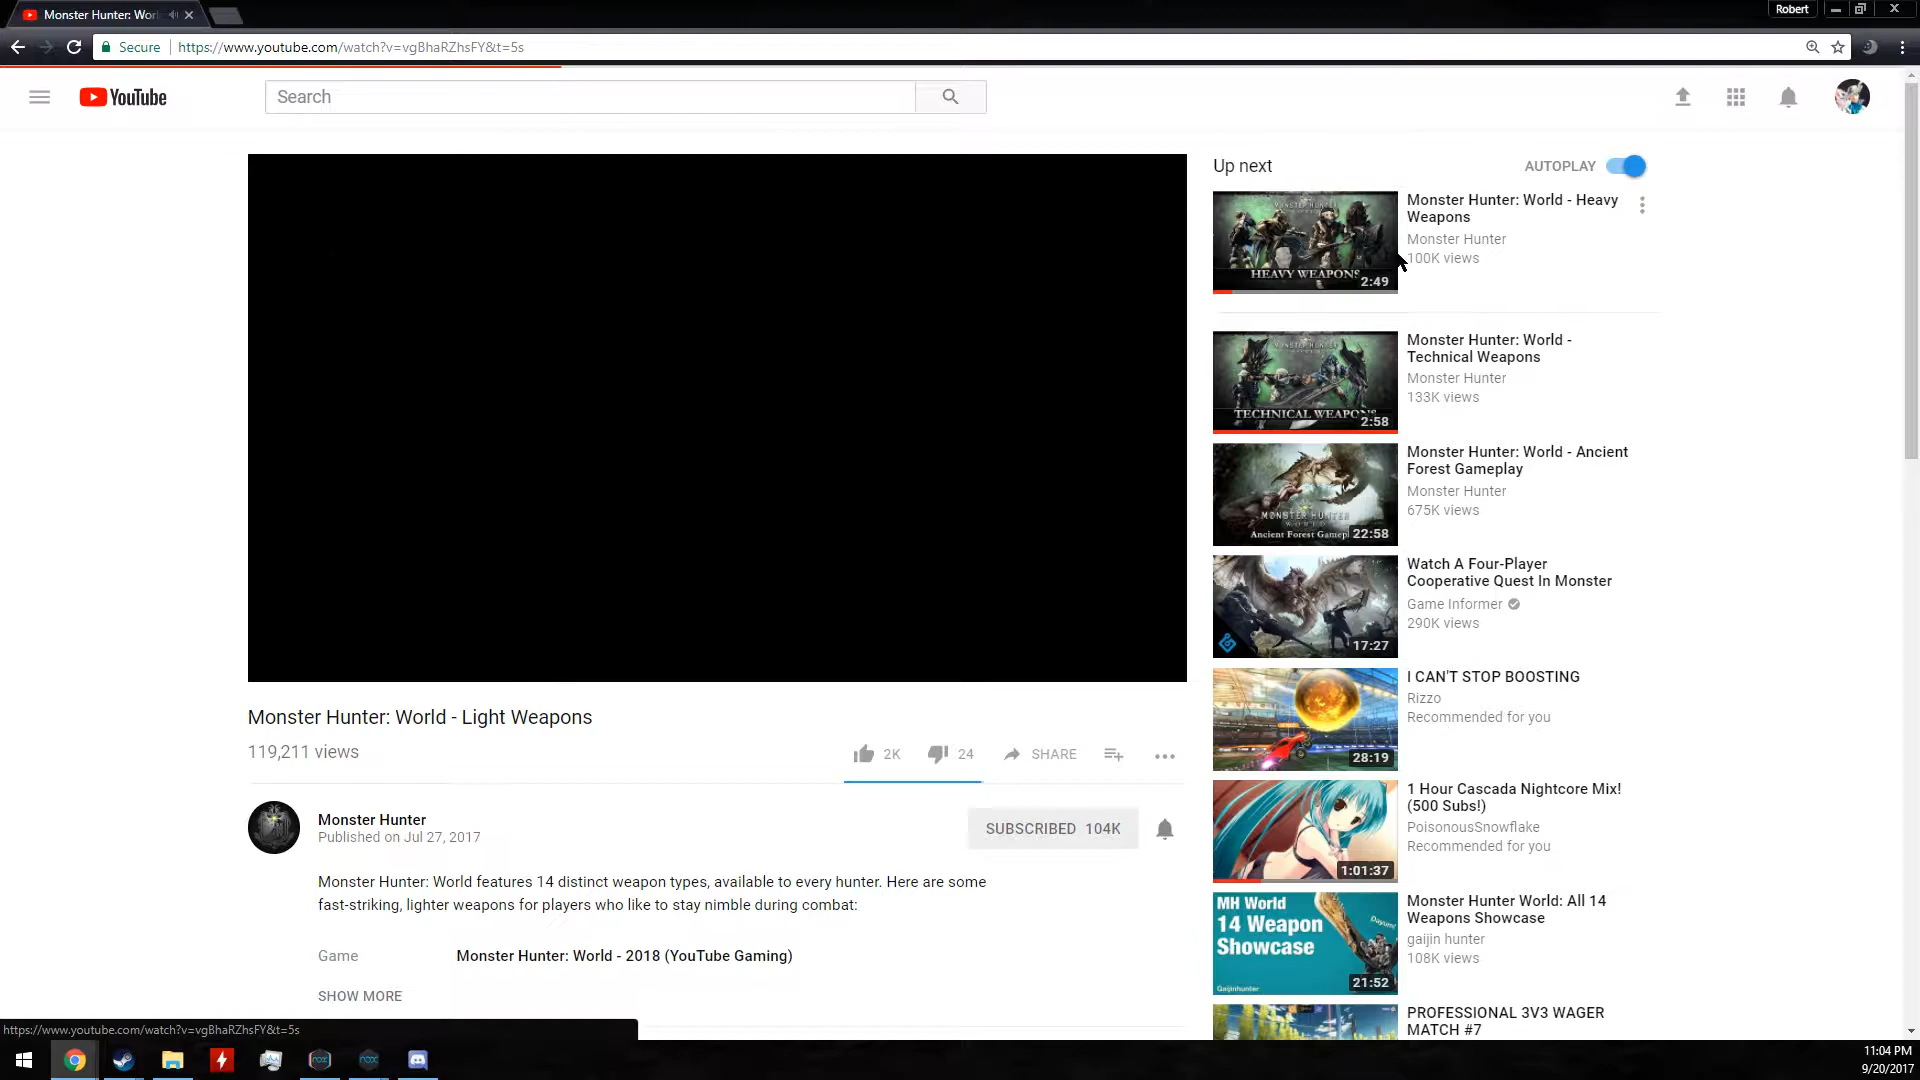 Monster Hunter: Wor
Robert
Secure
https://www.youtube.com/watch?v=vgBhaRZhsFY&t=5s
YouTube
Search
Up next
AUTOPLAY
HEAVY WEAPONS
2:49
Monster Hunter: World - Heavy
Weapons
Monster Hunter
100K views
TECHNICAL WEAPONS
2:58
Monster Hunter: World -
Technical Weapons
Monster Hunter
133K views
MONSTER HUNTER
WORLD
Ancient Forest Gamepl
22:58
Monster Hunter: World - Ancient
Forest Gameplay
Monster Hunter
675K views
17:27
Watch A Four-Player
Cooperative Quest In Monster
Game Informer
290K views
28:19
I CAN'T STOP BOOSTING
Rizzo
Recommended for you
1:01:37
1 Hour Cascada Nightcore Mix!
(500 Subs!)
PoisonousSnowflake
Recommended for you
MH World
14 Weapon
Showcase
Dayum!
Gaijinhunter
21:52
Monster Hunter World: All 14
Weapons Showcase
gaijin hunter
108K views
PROFESSIONAL 3V3 WAGER
MATCH #7
Monster Hunter: World - Light Weapons
119,211 views
2K
24
SHARE
Monster Hunter
Published on Jul 27, 2017
SUBSCRIBED 104K
Monster Hunter: World features 14 distinct weapon types, available to every hunter. Here are some
fast-striking, lighter weapons for players who like to stay nimble during combat:
Game
Monster Hunter: World - 2018 (YouTube Gaming)
SHOW MORE
https://www.youtube.com/watch?v=vgBhaRZhsFY&t=5s
11:04 PM
9/20/2017